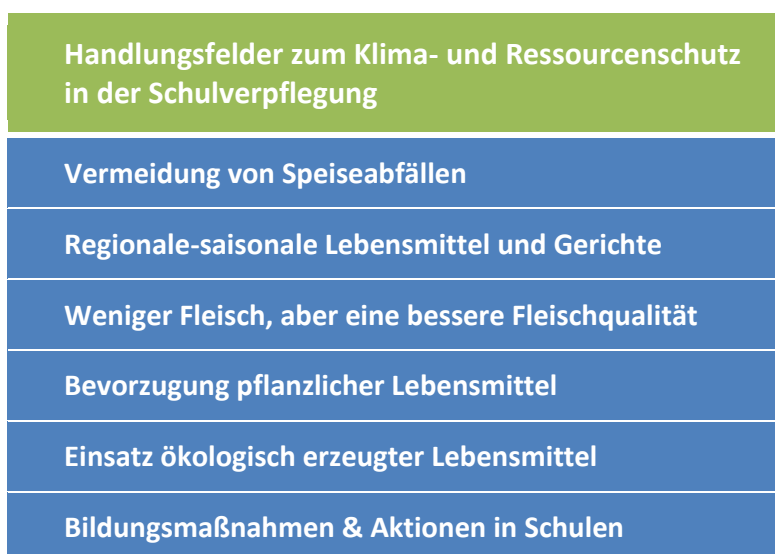 Handlungsfelder zum Klima- und Ressourcenschutz
in der Schulverpflegung
Vermeidung von Speiseabfällen
Regionale-saisonale Lebensmittel und Gerichte
Weniger Fleisch, aber eine bessere Fleischqualität
Bevorzugung pflanzlicher Lebensmittel
Einsatz ökologisch erzeugter Lebensmittel
Bildungsmaßnahmen & Aktionen in Schulen